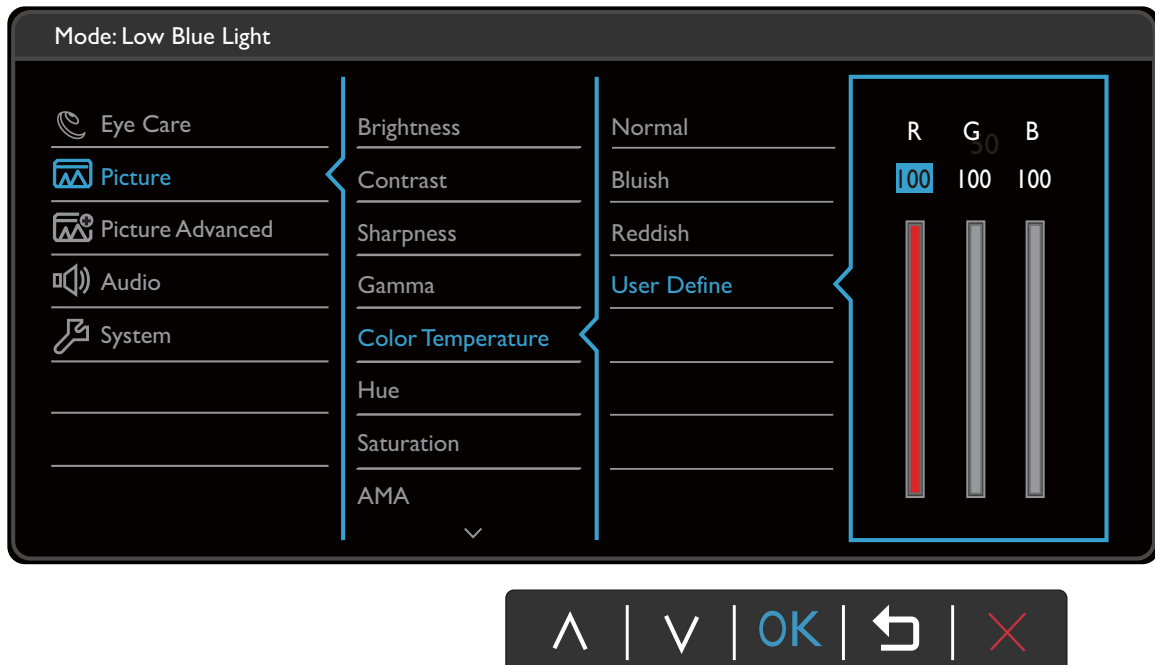 Mode: Low Blue Light
Eye Care
Picture
Picture Advanced
Audio
System
Brightness
Contrast
Sharpness
Gamma
Color Temperature
Hue
Saturation
AMA
Normal
Bluish
Reddish
User Define
R G B
50
100 100 100
OK